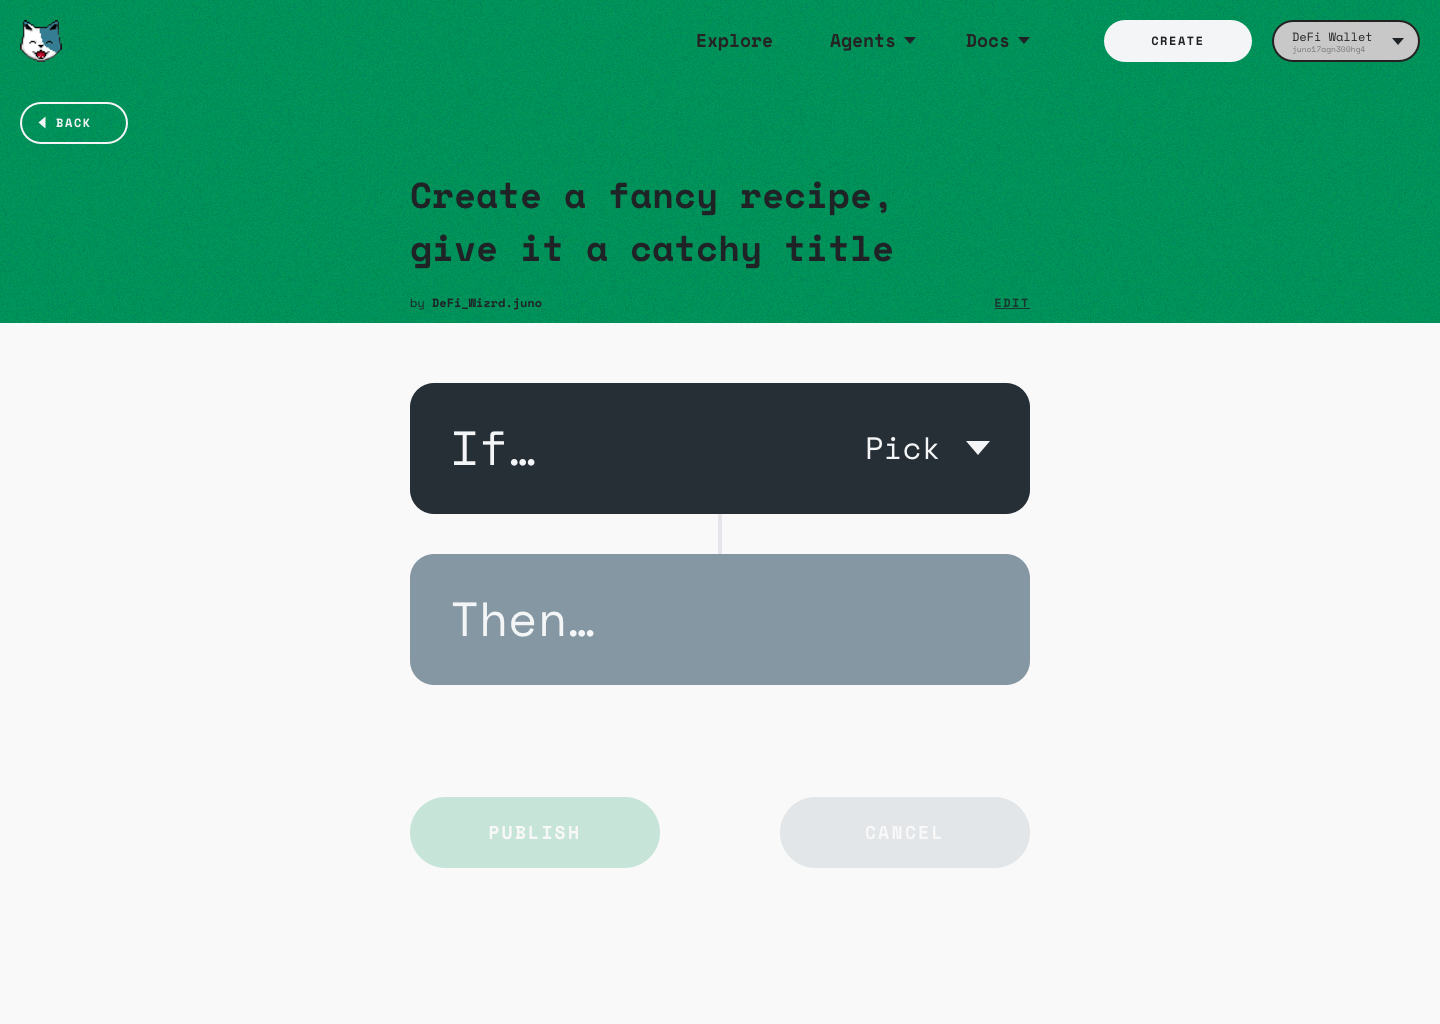 Explore Agents Docs CREATE DeFi Wallet
juno17agn300hg4
BACK
Create a fancy recipe,
give it a catchy title
by DeFi_Wizrd.juno EDIT
If… Pick
Then…
PUBLISH CANCEL